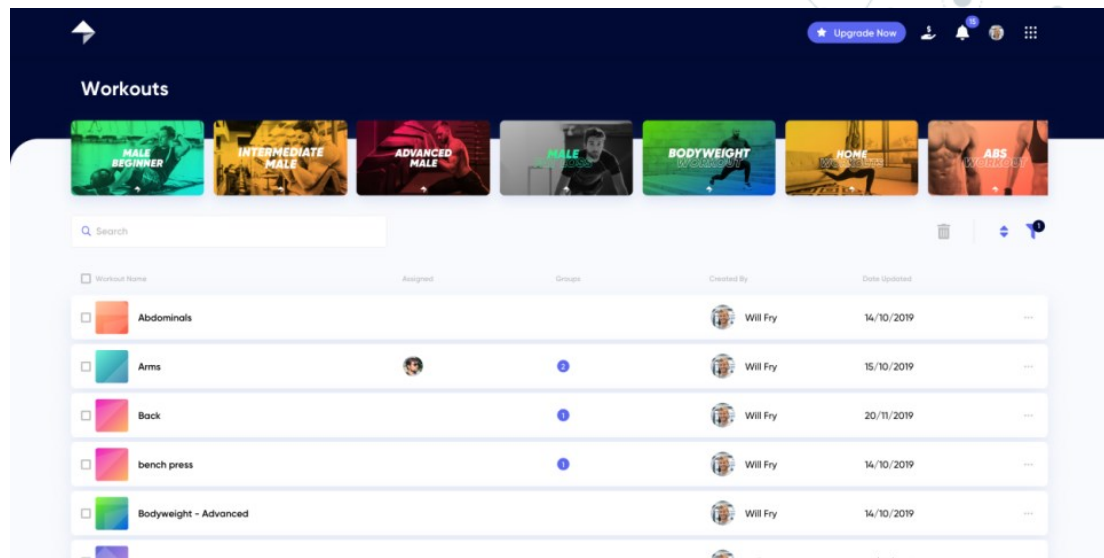 15
Upgrade Now
Workouts
MALE
BEGINNER
INTERMEDIATE
MALE
ADVANCED
MALE
MALE
BODYWEIGHT
WORKOUT
HOME
WORKOUT
ABS
WORKOUT
Search
1
Workout Name Assigned Groups Created By Date Updated
Abdominals Will Fry 14/10/2019
Arms 2 Will Fry 15/10/2019
Back 1 Will Fry 20/11/2019
bench press 1 Will Fry 14/10/2019
Bodyweight - Advanced Will Fry 14/10/2019